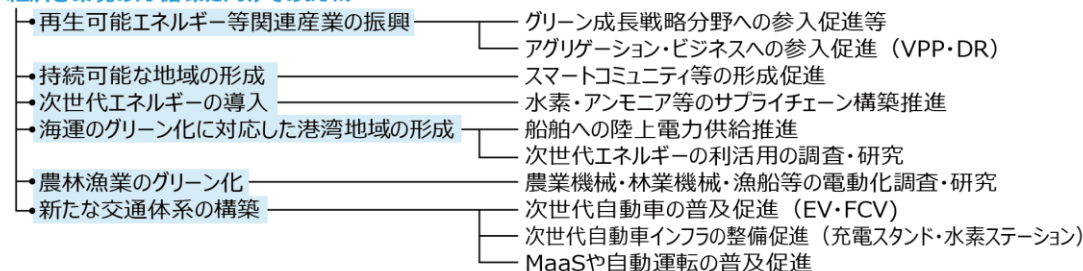 再生可能エネルギー等関連産業の振興 グリーン成長戦略分野への参入促進等
アグリゲーション・ビジネスへの参入促進（VPP・DR）
持続可能な地域の形成 スマートコミュニティ等の形成促進
次世代エネルギーの導入 水素・アンモニア等のサプライチェーン構築推進
海運のグリーン化に対応した港湾地域の形成 船舶への陸上電力供給推進
次世代エネルギーの利活用の調査・研究
農林漁業のグリーン化 農業機械・林業機械・漁船等の電動化調査・研究
新たな交通体系の構築 次世代自動車の普及促進（EV・FCV)
次世代自動車インフラの整備促進（充電スタンド・水素ステーション）
MaaSや自動運転の普及促進